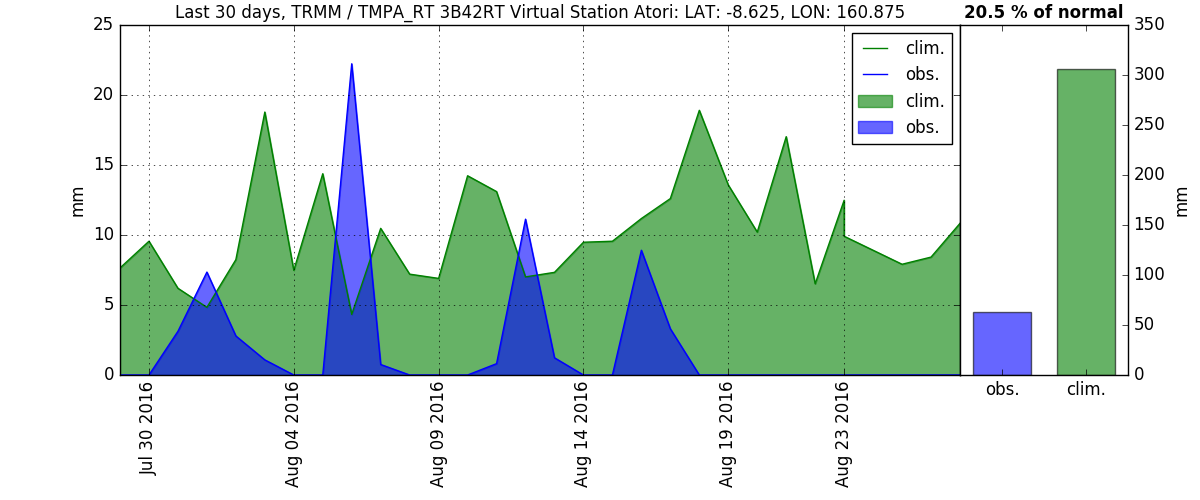 Last 30 days, TRMM / TMPA_RT 3B42RT Virtual Station Atori: LAT: -8.625, LON: 160.875
20.5 % of normal
25
20
15
10
5
0
mm
clim.
obs.
clim.
obs.
350
300
250
200
150
100
50
0
mm
obs.
clim.
Jul 30 2016
Aug 04 2016
Aug 09 2016
Aug 14 2016
Aug 19 2016
Aug 23 2016